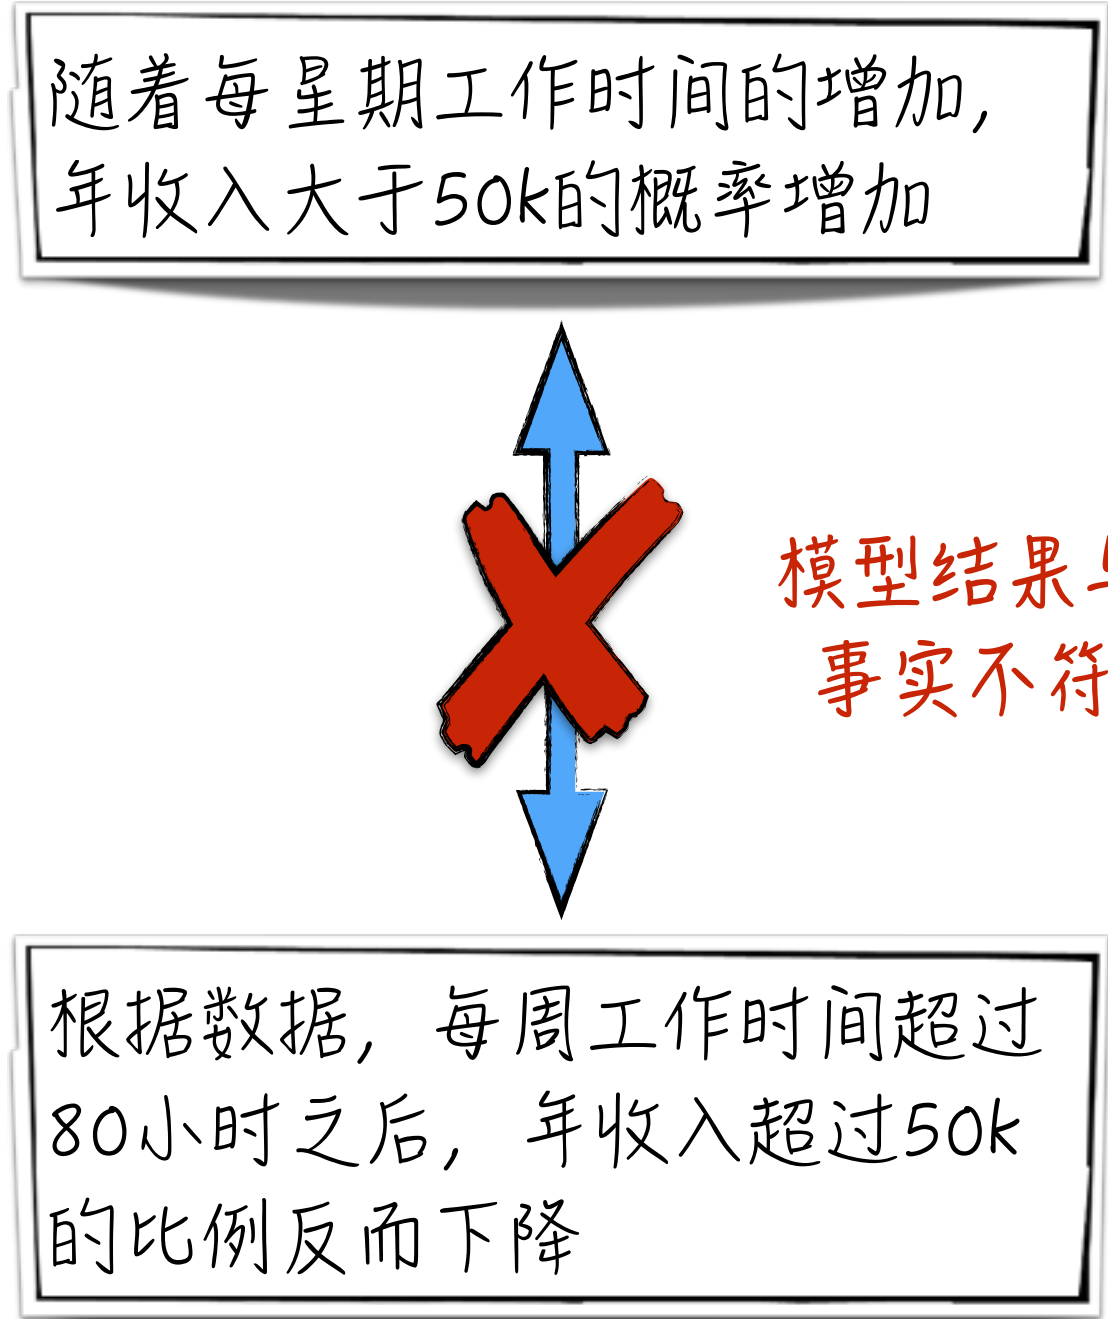 随着每星期工作时间的增加,
年收入大于50k的概率增加
模型结果
事实不符
根据数据, 每周工作时间超过
80小时之后, 年收入超过50k
的比例反而下降